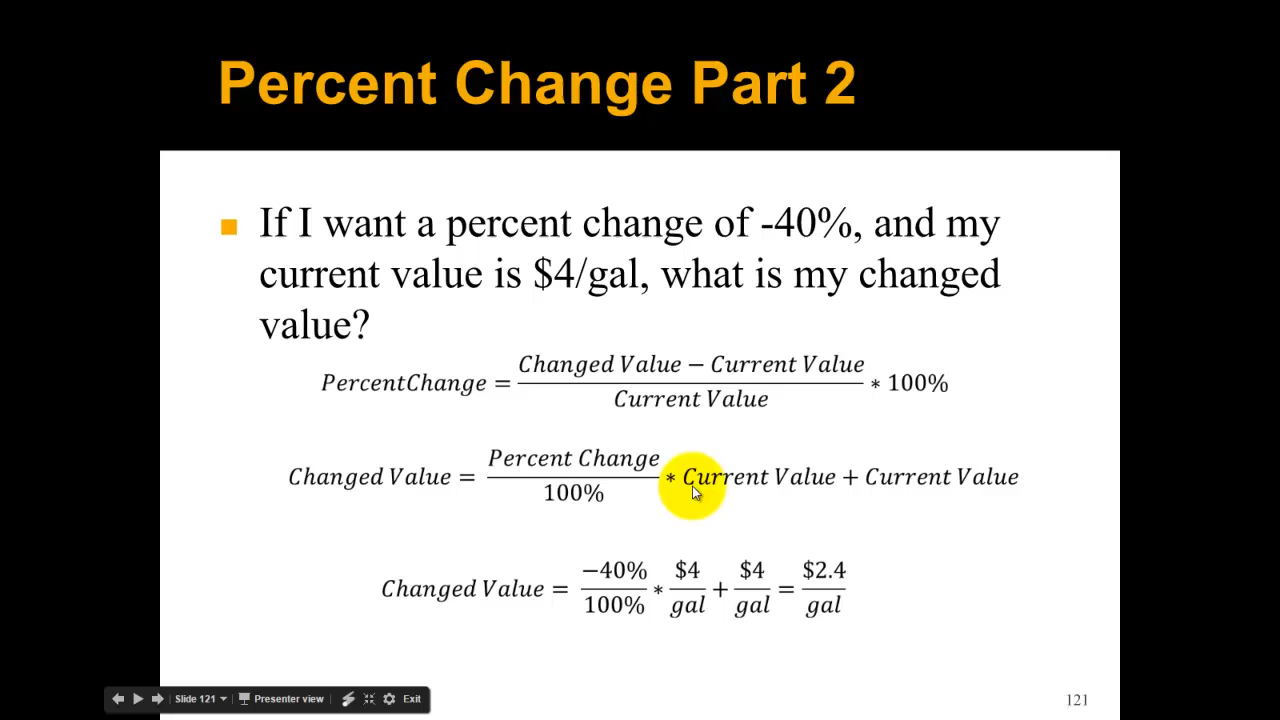 Percent Change Part 2
If I want a percent change of -40%, and my
current value is $4/gal, what is my changed
value?
PercentChange = (Changed Value − Current Value)/(Current Value) * 100%
Changed Value = (Percent Change)/(100%) * Current Value + Current Value
Changed Value = (−40%)/(100%) * $4/gal + $4/gal = $2.4/gal
Slide 121 Presenter view Exit
121